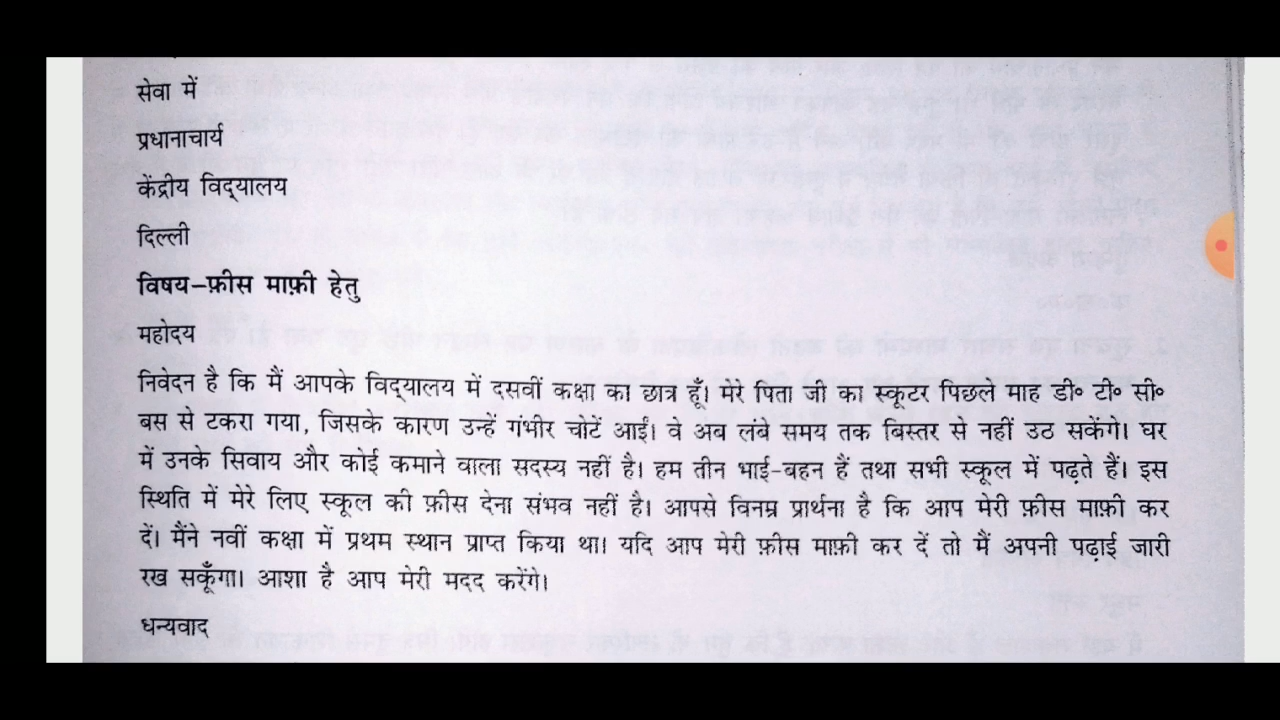 सेवा में
प्रधानाचार्य
केंद्रीय विद्‌यालय
दिल्ली
विषय-फ़ीस माफ़ी हेतु
महोदय
निवेदन है कि मैं आपके विद्‌यालय में दसवीं कक्षा का छात्र हूँ। मेरे पिता जी का स्कूटर पिछले माह डी॰ टी॰ सी॰
बस से टकरा गया, जिसके कारण उन्हें गंभीर चोटें आईं। वे अब लंबे समय तक बिस्तर से नहीं उठ सकेंगे। घर
में उनके सिवाय और कोई कमाने वाला सदस्य नहीं है। हम तीन भाई-बहन हैं तथा सभी स्कूल में पढ़ते हैं। इस
स्थिति में मेरे लिए स्कूल की फ़ीस देना संभव नहीं है। आपसे विनम्र प्रार्थना है कि आप मेरी फ़ीस माफ़ी कर
दें। मैंने नवीं कक्षा में प्रथम स्थान प्राप्त किया था। यदि आप मेरी फ़ीस माफ़ी कर दें तो मैं अपनी पढ़ाई जारी
रख सकूँगा। आशा है आप मेरी मदद करेंगे।
धन्यवाद